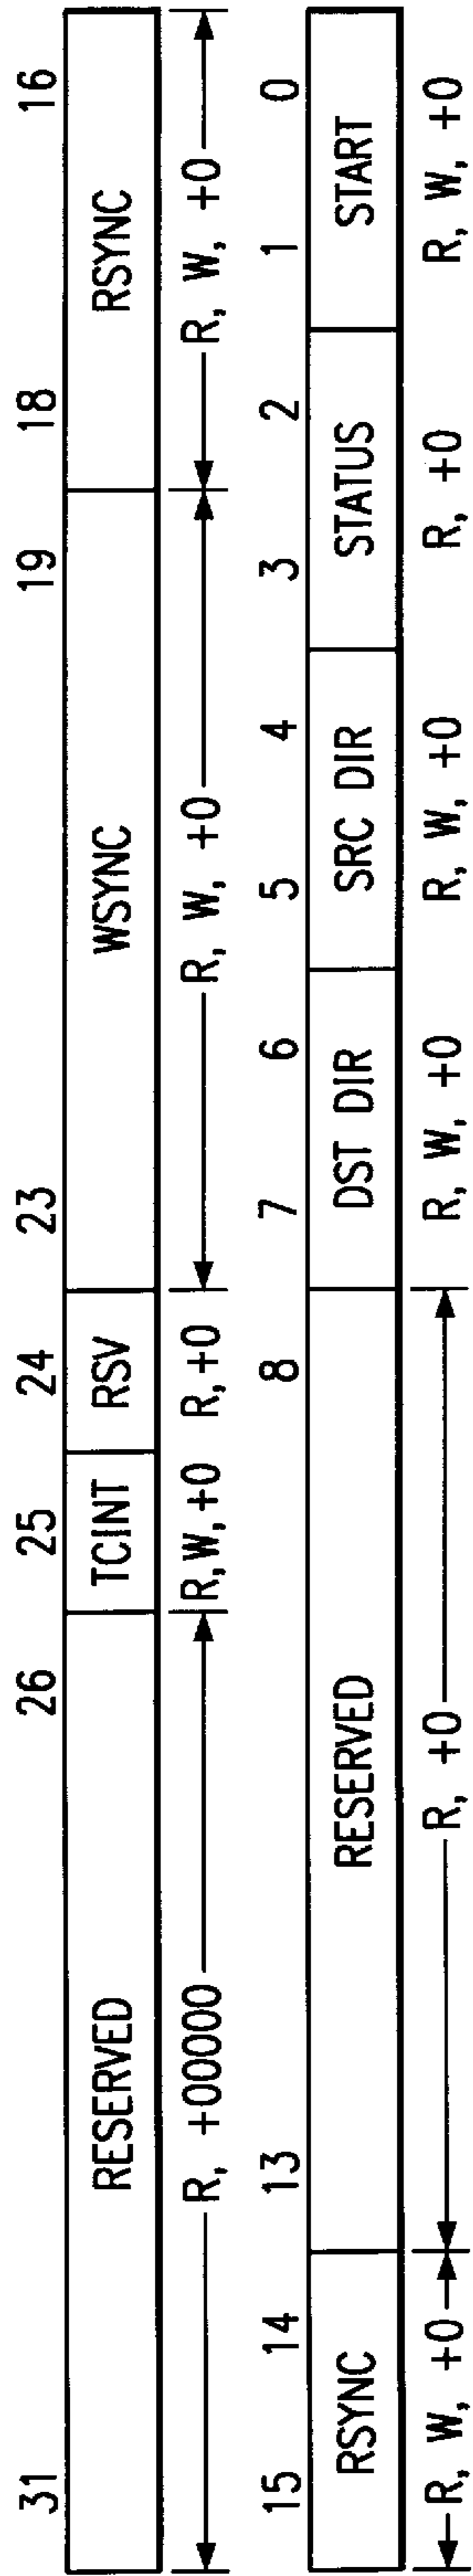 31 26 25 24 23 19 18 16
RESERVED TCINT RSV WSYNC RSYNC
R, +00000 R,W,+0 R,+0 R, W, +0 R, W, +0
15 14 13 8 7 6 5 4 3 2 1 0
RSYNC RESERVED DST DIR SRC DIR STATUS START
R, W, +0 R, +0 R, W, +0 R, W, +0 R, +0 R, W, +0